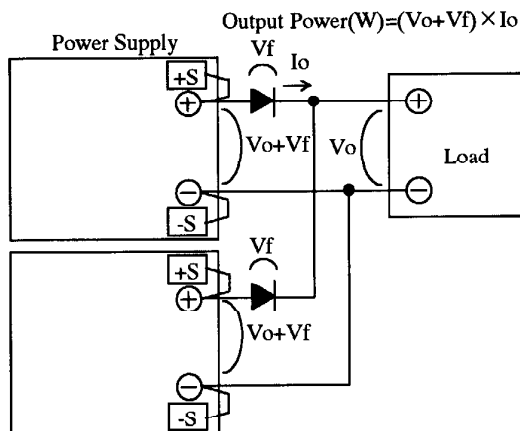 Output Power(W)=(Vo+Vf)×Io
Power Supply
Vf
Io
+S
+
Vo+Vf
−
-S
Vo
+
Load
−
Vf
+S
+
Vo+Vf
−
-S